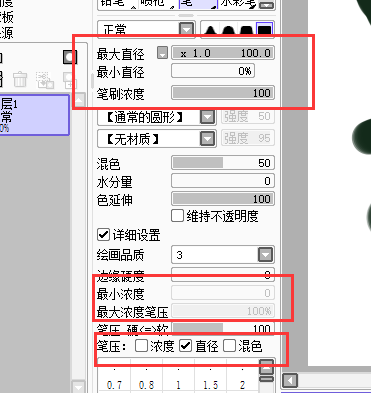 铅笔 喷枪 笔 水彩笔
正常
最大直径 x 1.0 100.0
最小直径 0%
笔刷浓度 100
【通常的圆形】 强度 50
【无材质】 强度 95
混色 50
水分量 0
色延伸 100
维持不透明度
详细设置
绘画品质 3
边缘硬度 0
最小浓度 0
最大浓度笔压 100%
笔压 硬(<=)软 100
笔压: 浓度 直径 混色
0.7 0.8 1 1.5 2
层1
常
0%
来源